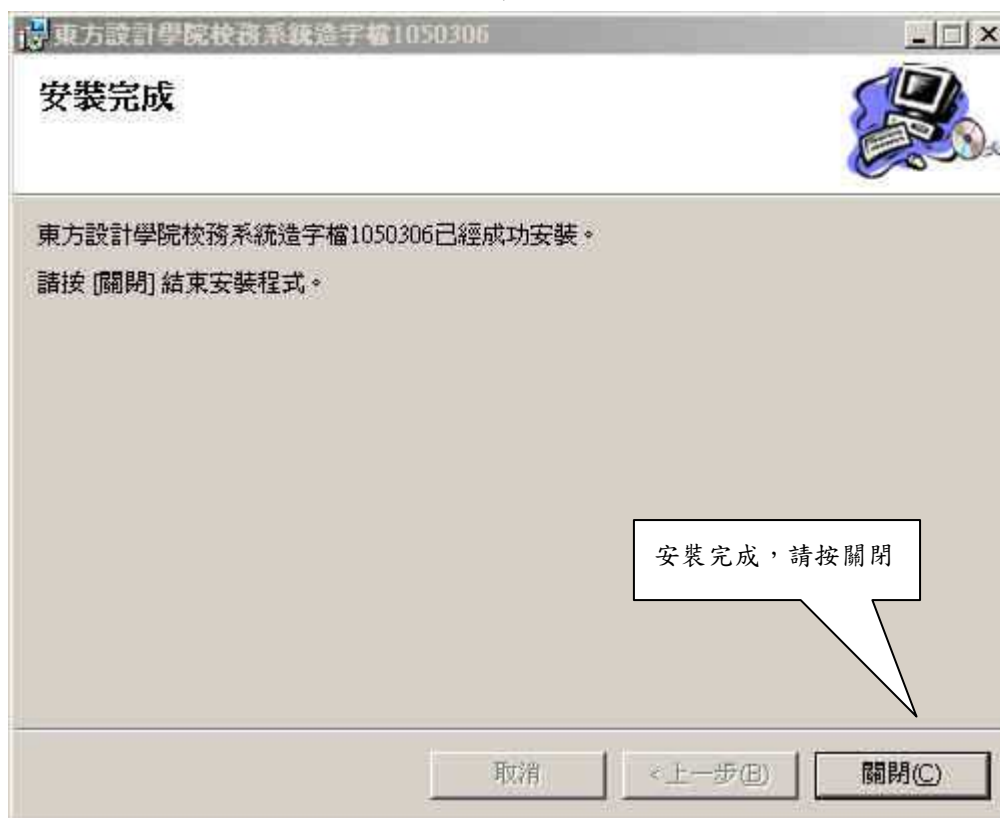 東方設計學院校務系統造字檔1050306
安裝完成
東方設計學院校務系統造字檔1050306已經成功安裝。
請按 [關閉] 結束安裝程式。
安裝完成，請按關閉
取消
<上一步(B)
關閉(C)